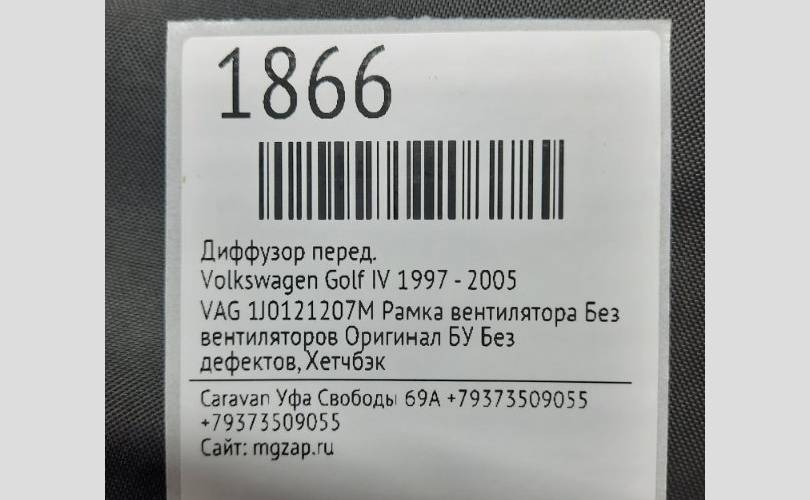 1866
Диффузор перед.
Volkswagen Golf IV 1997 - 2005
VAG 1J0121207M Рамка вентилятора Без
вентиляторов Оригинал БУ Без
дефектов, Хетчбэк
Caravan Уфа Свободы 69А +79373509055
+79373509055
Сайт: mgzap.ru